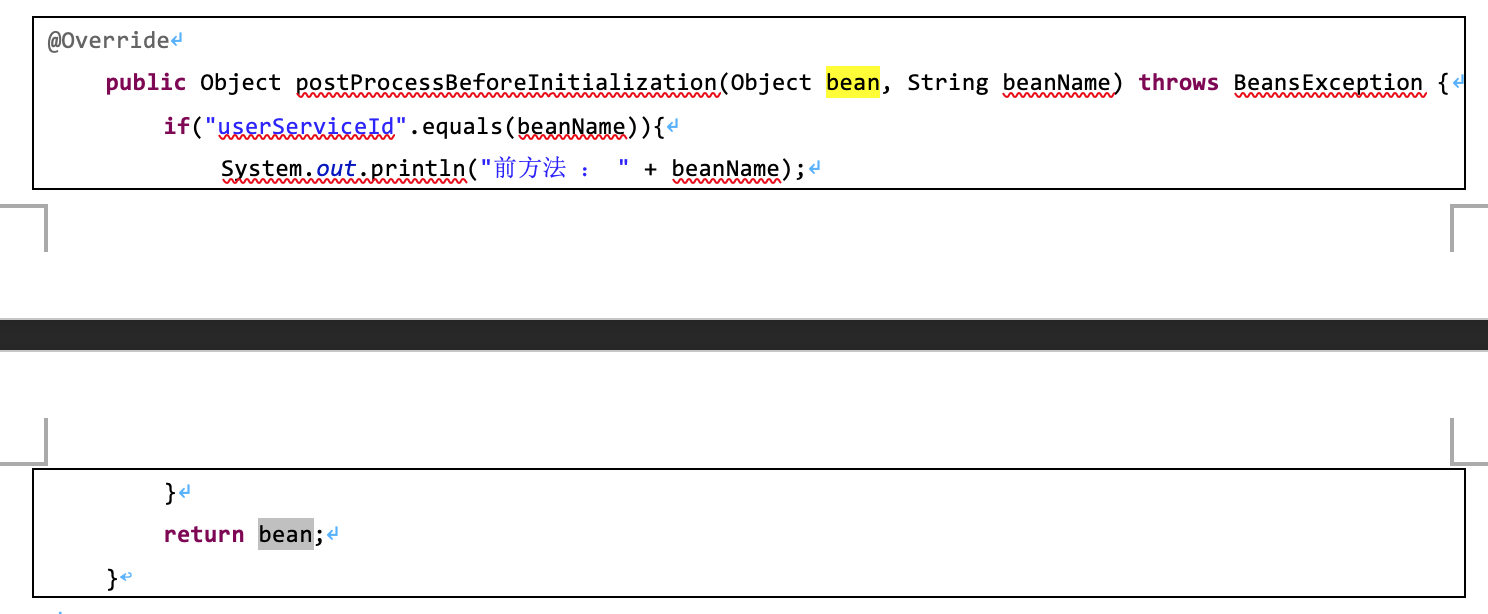 @Override
public Object postProcessBeforeInitialization(Object bean, String beanName) throws BeansException {
if("userServiceId".equals(beanName)){
System.out.println("前方法 ： " + beanName);
}
return bean;
}